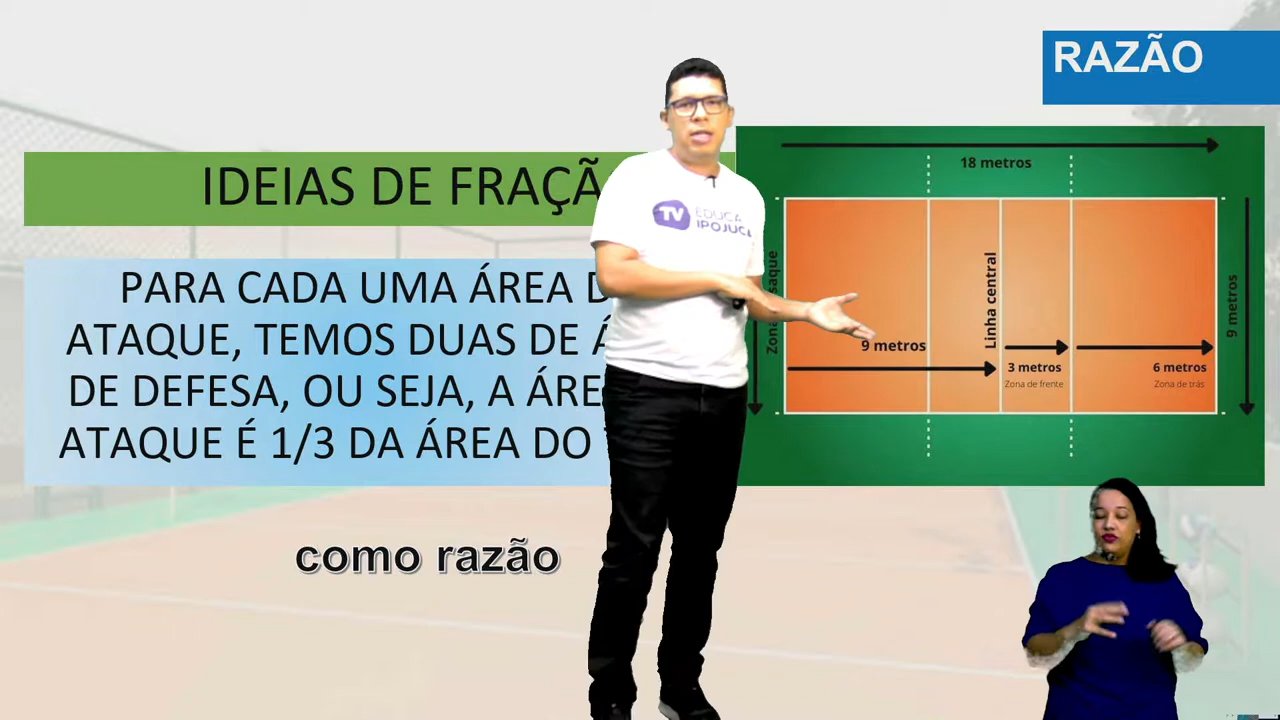 RAZÃO
IDEIAS DE FRAÇÃ
PARA CADA UMA ÁREA D
ATAQUE, TEMOS DUAS DE Á
DE DEFESA, OU SEJA, A ÁRE
ATAQUE É 1/3 DA ÁREA DO
como razão
TV EDUCA
IPOJUCA
18 metros
saque
Linha central
9 metros
9 metros
3 metros
Zona de frente
6 metros
Zona de trás